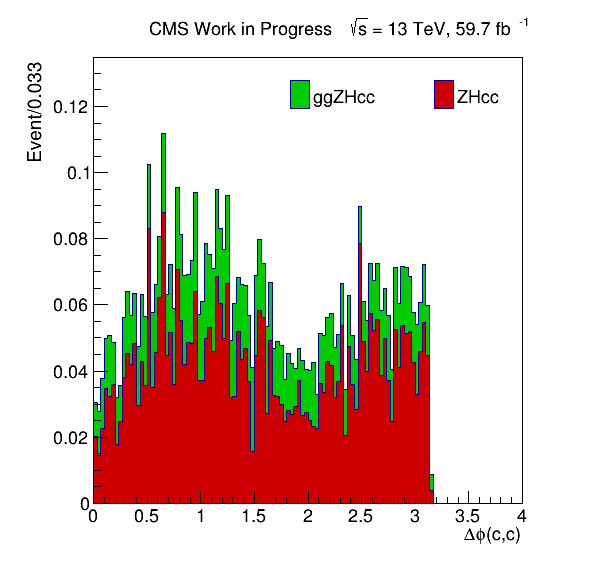 CMS Work in Progress √s = 13 TeV, 59.7 fb⁻¹
Event/0.033
ggZHcc ZHcc
0.12
0.1
0.08
0.06
0.04
0.02
0
0 0.5 1 1.5 2 2.5 3 3.5 4
Δϕ(c,c)